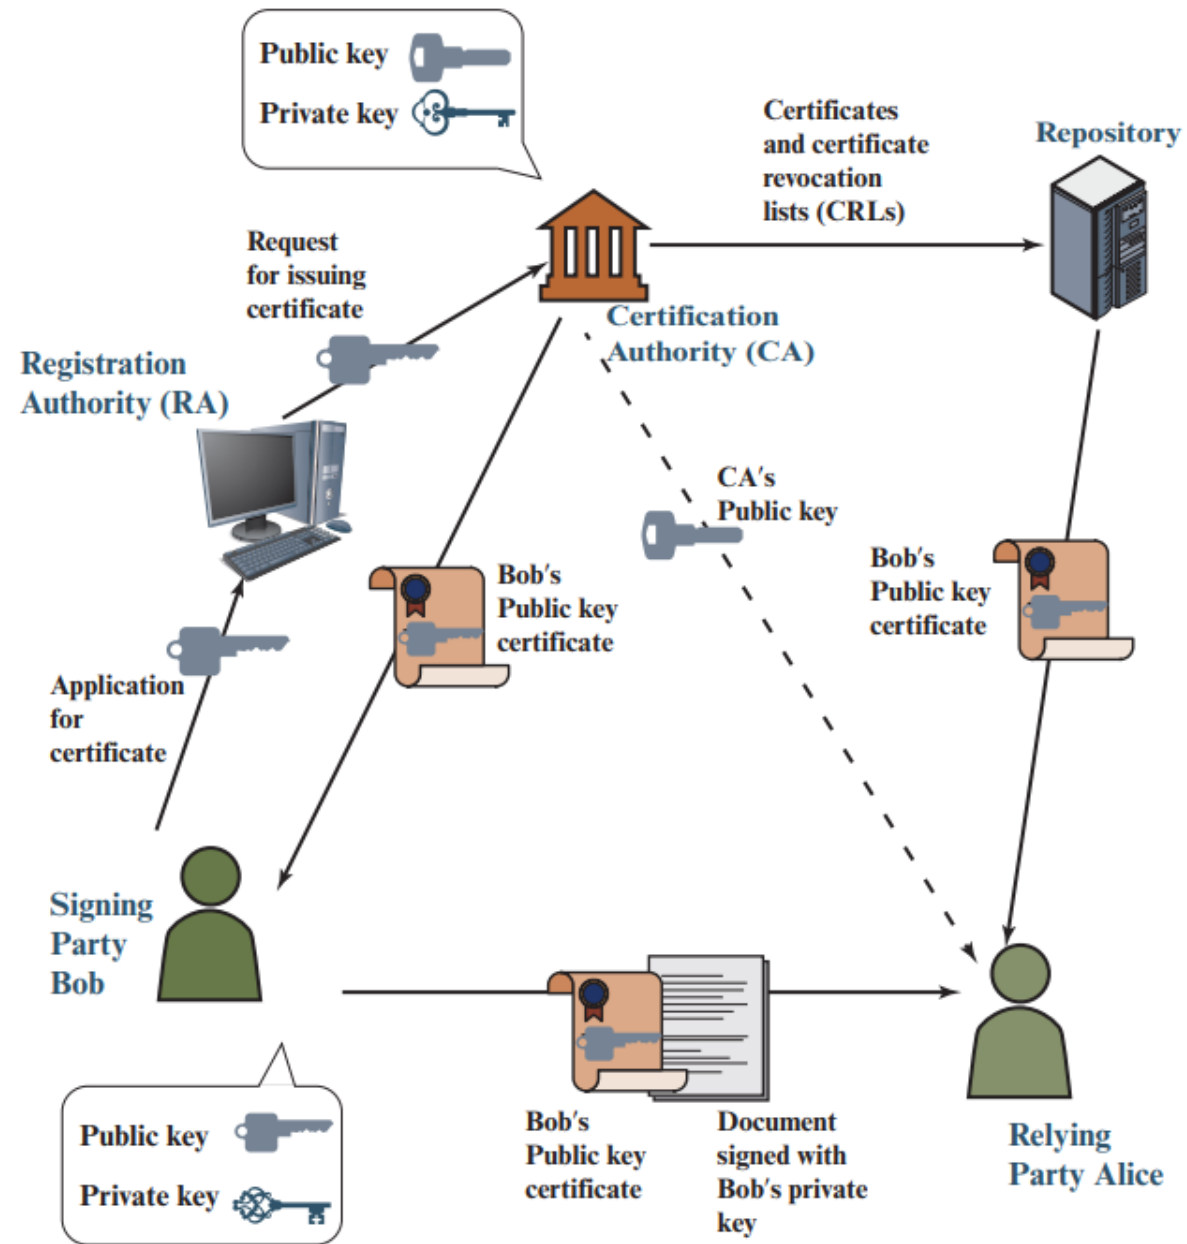 Public key
Private key
Certificates
and certificate
revocation
lists (CRLs)
Repository
Request
for issuing
certificate
Certification
Authority (CA)
Registration
Authority (RA)
CA's
Public key
Bob's
Public key
certificate
Bob's
Public key
certificate
Application
for
certificate
Signing
Party
Bob
Public key
Private key
Bob's
Public key
certificate
Document
signed with
Bob's private
key
Relying
Party Alice